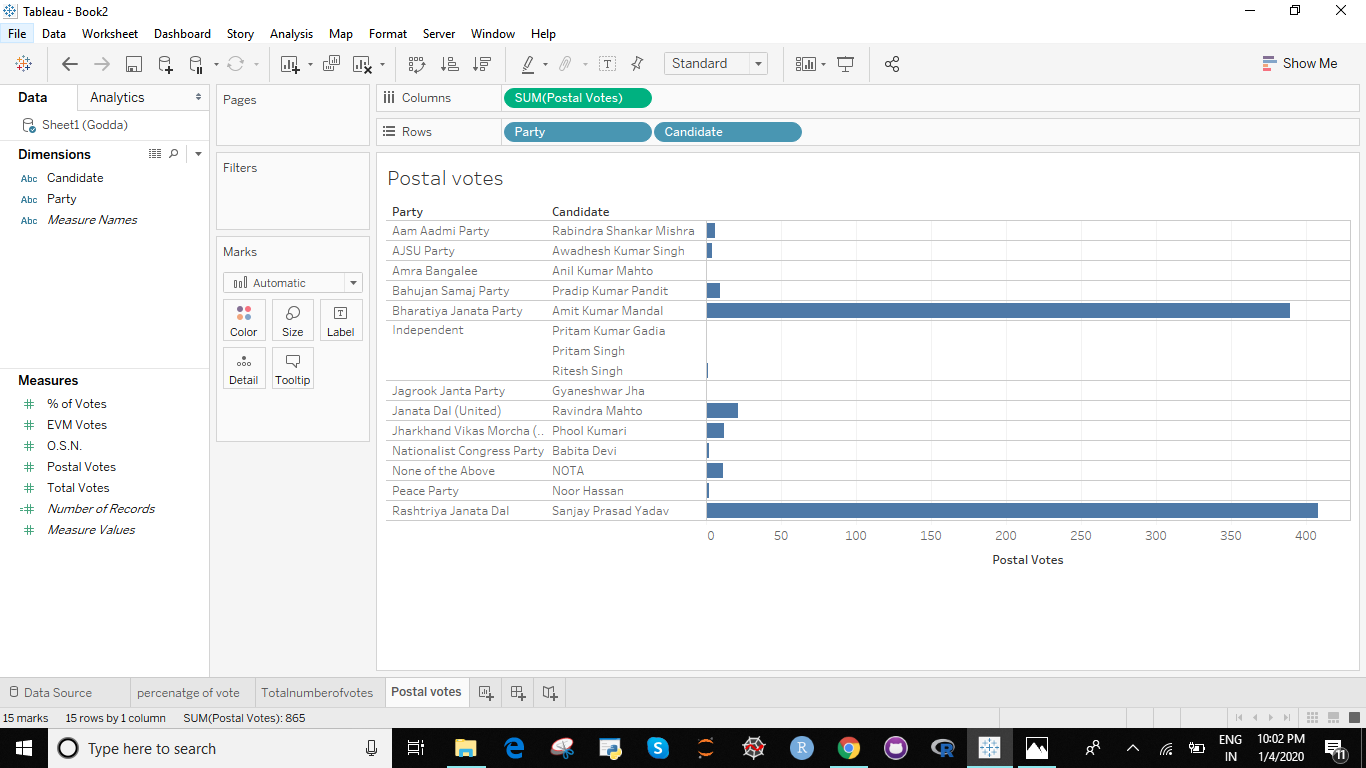 Tableau - Book2
File Data Worksheet Dashboard Story Analysis Map Format Server Window Help
Standard
Show Me
Data Analytics
Sheet1 (Godda)
Dimensions
Abc Candidate
Abc Party
Abc Measure Names
Measures
% of Votes
EVM Votes
O.S.N.
Postal Votes
Total Votes
Number of Records
Measure Values
Pages
Filters
Marks
Automatic
Color Size Label
Detail Tooltip
Columns SUM(Postal Votes)
Rows Party Candidate
Postal votes
Party Candidate
Aam Aadmi Party Rabindra Shankar Mishra
AJSU Party Awadhesh Kumar Singh
Amra Bangalee Anil Kumar Mahto
Bahujan Samaj Party Pradip Kumar Pandit
Bharatiya Janata Party Amit Kumar Mandal
Independent Pritam Kumar Gadia
Pritam Singh
Ritesh Singh
Jagrook Janta Party Gyaneshwar Jha
Janata Dal (United) Ravindra Mahto
Jharkhand Vikas Morcha (.. Phool Kumari
Nationalist Congress Party Babita Devi
None of the Above NOTA
Peace Party Noor Hassan
Rashtriya Janata Dal Sanjay Prasad Yadav
0 50 100 150 200 250 300 350 400
Postal Votes
Data Source percenatge of vote Totalnumberofvotes Postal votes
15 marks 15 rows by 1 column SUM(Postal Votes): 865
Type here to search
R
R
ENG
IN
10:02 PM
1/4/2020
11